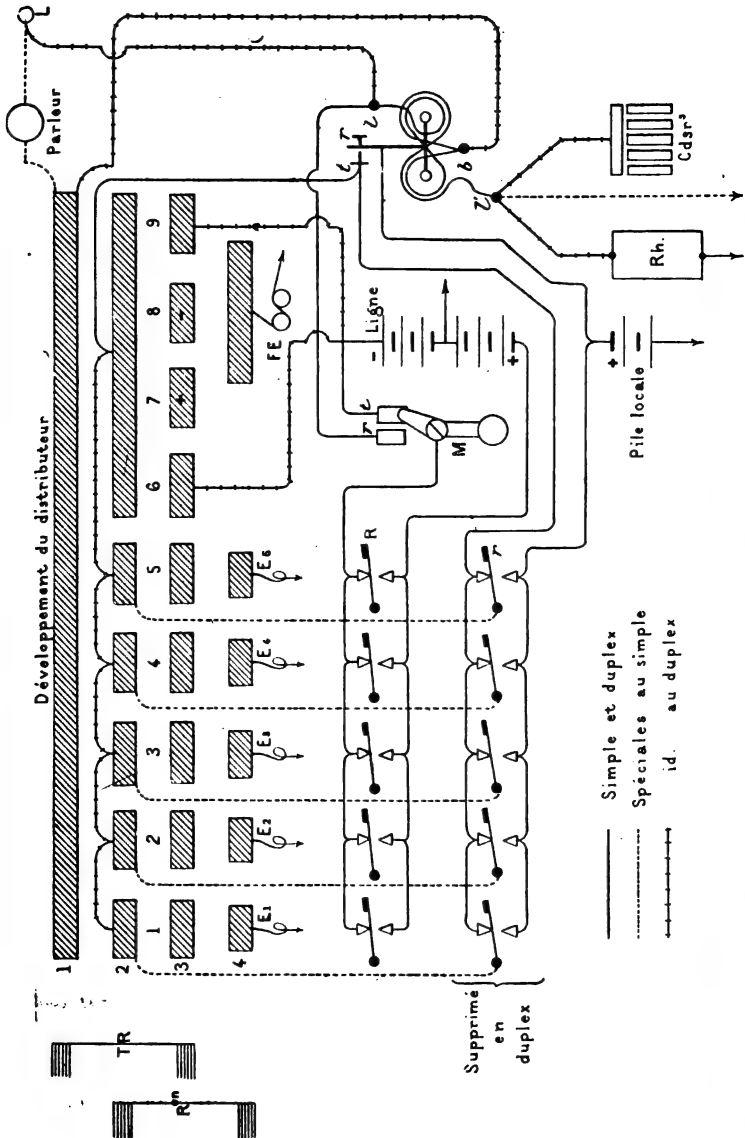 Développement du distributeur
Parleur
L
1
2
3
4
1
2
3
4
5
6
7
8
9
+
-
E1
E2
E3
E4
E5
FE
TR
Rn
R
r
r
t
M
t
r
l
b
l'
- Ligne
+
+
-
Pile locale
Rh.
Cdsrs
Supprimé
en
duplex
Simple et duplex
Spéciales au simple
id. au duplex